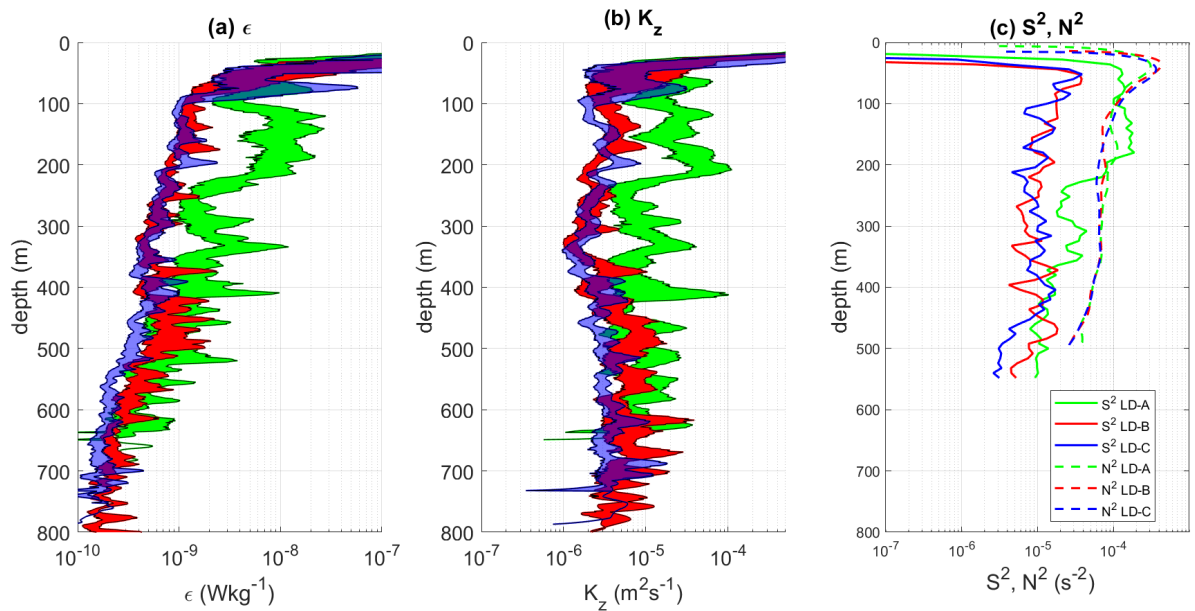 (a) ϵ
0
100
200
300
400
500
600
700
800
depth (m)
10⁻¹⁰ 10⁻⁹ 10⁻⁸ 10⁻⁷
ϵ (Wkg⁻¹)
(b) K_z
0
100
200
300
400
500
600
700
800
depth (m)
10⁻⁶ 10⁻⁵ 10⁻⁴
K_z (m²s⁻¹)
(c) S², N²
0
100
200
300
400
500
600
700
800
depth (m)
10⁻⁷ 10⁻⁶ 10⁻⁵ 10⁻⁴ 10⁻³
S², N² (s⁻²)
S² LD-A
S² LD-B
S² LD-C
N² LD-A
N² LD-B
N² LD-C